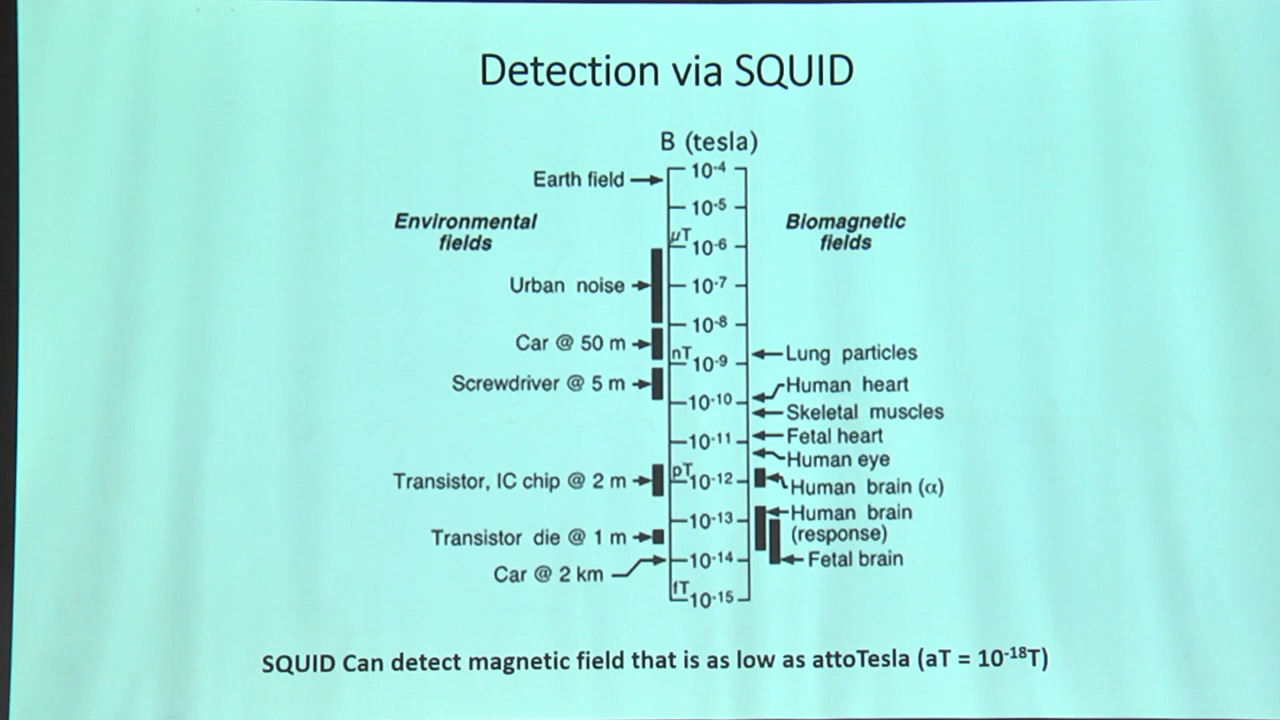 Detection via SQUID
B (tesla)
Earth field
Environmental
fields
Urban noise
Car @ 50 m
Screwdriver @ 5 m
Transistor, IC chip @ 2 m
Transistor die @ 1 m
Car @ 2 km
10-4
10-5
µT
10-6
10-7
10-8
nT
10-9
10-10
10-11
pT
10-12
10-13
10-14
fT
10-15
Biomagnetic
fields
Lung particles
Human heart
Skeletal muscles
Fetal heart
Human eye
Human brain (α)
Human brain
(response)
Fetal brain
SQUID Can detect magnetic field that is as low as attoTesla (aT = 10-18T)